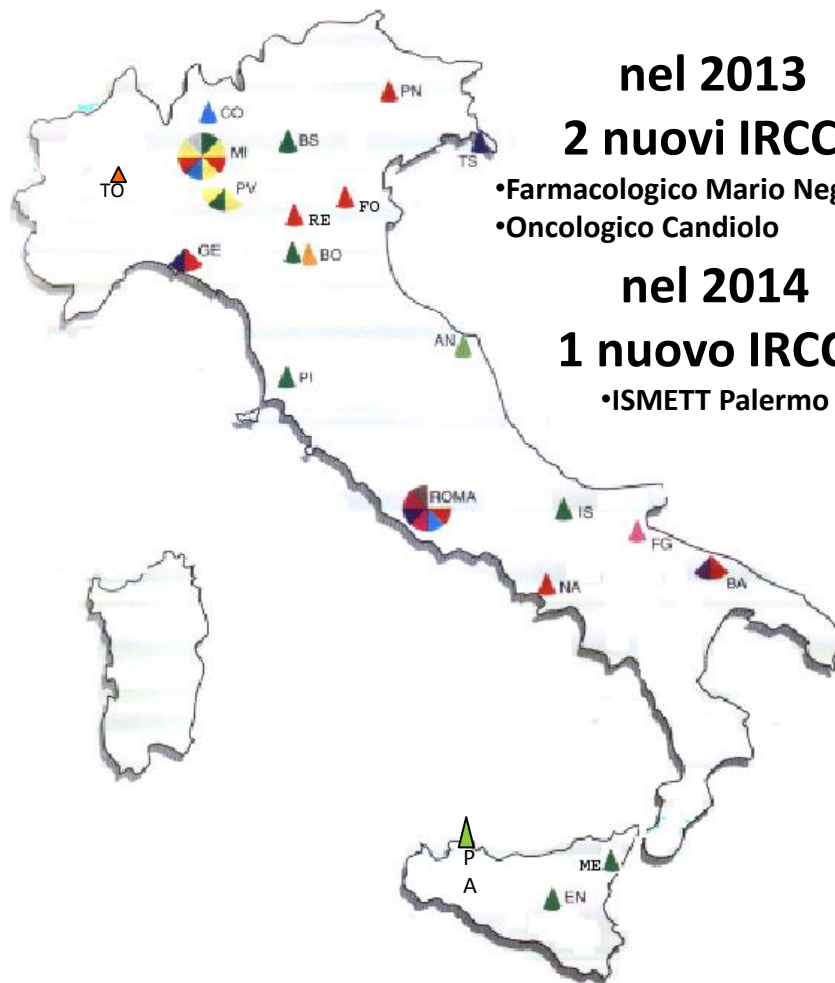 nel 2013
2 nuovi IRCC
•Farmacologico Mario Neg
•Oncologico Candiolo
nel 2014
1 nuovo IRCC
•ISMETT Palermo
PN
CO
BS
TS
MI
TO
PV
FO
RE
GE
BO
AN
PI
ROMA
IS
FG
BA
NA
P
A
ME
EN